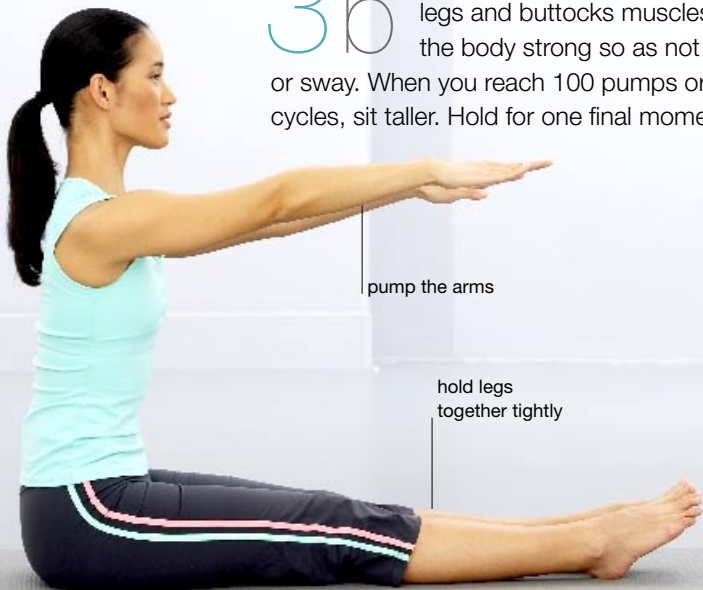 3b
legs and buttocks muscles
the body strong so as not
or sway. When you reach 100 pumps or
cycles, sit taller. Hold for one final
pump the arms
hold legs
together tightly